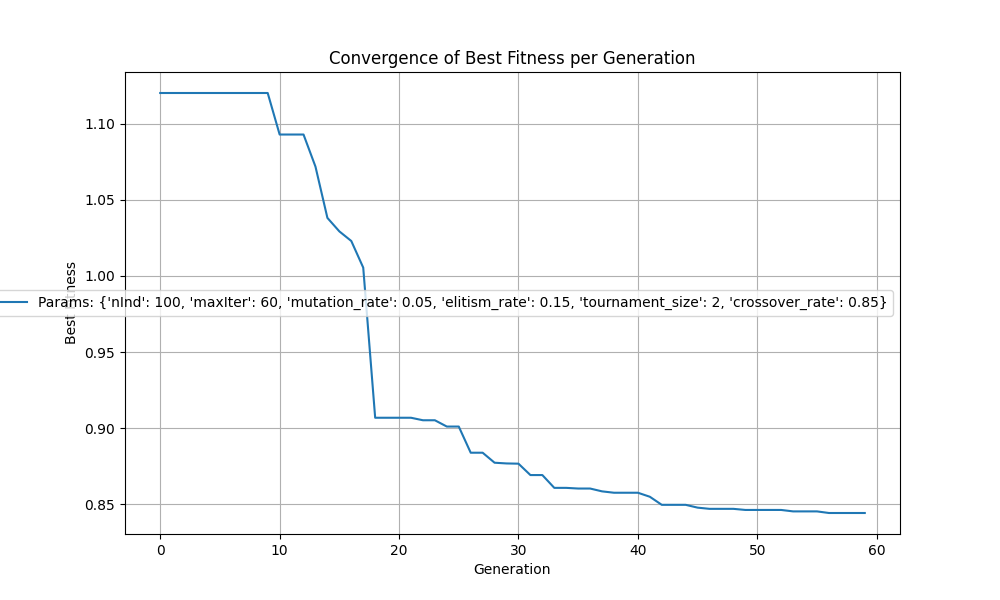 Convergence of Best Fitness per Generation
1.10
1.05
1.00
0.95
0.90
0.85
Best Fitness
Params: {'nInd': 100, 'maxIter': 60, 'mutation_rate': 0.05, 'elitism_rate': 0.15, 'tournament_size': 2, 'crossover_rate': 0.85}
0 10 20 30 40 50 60
Generation